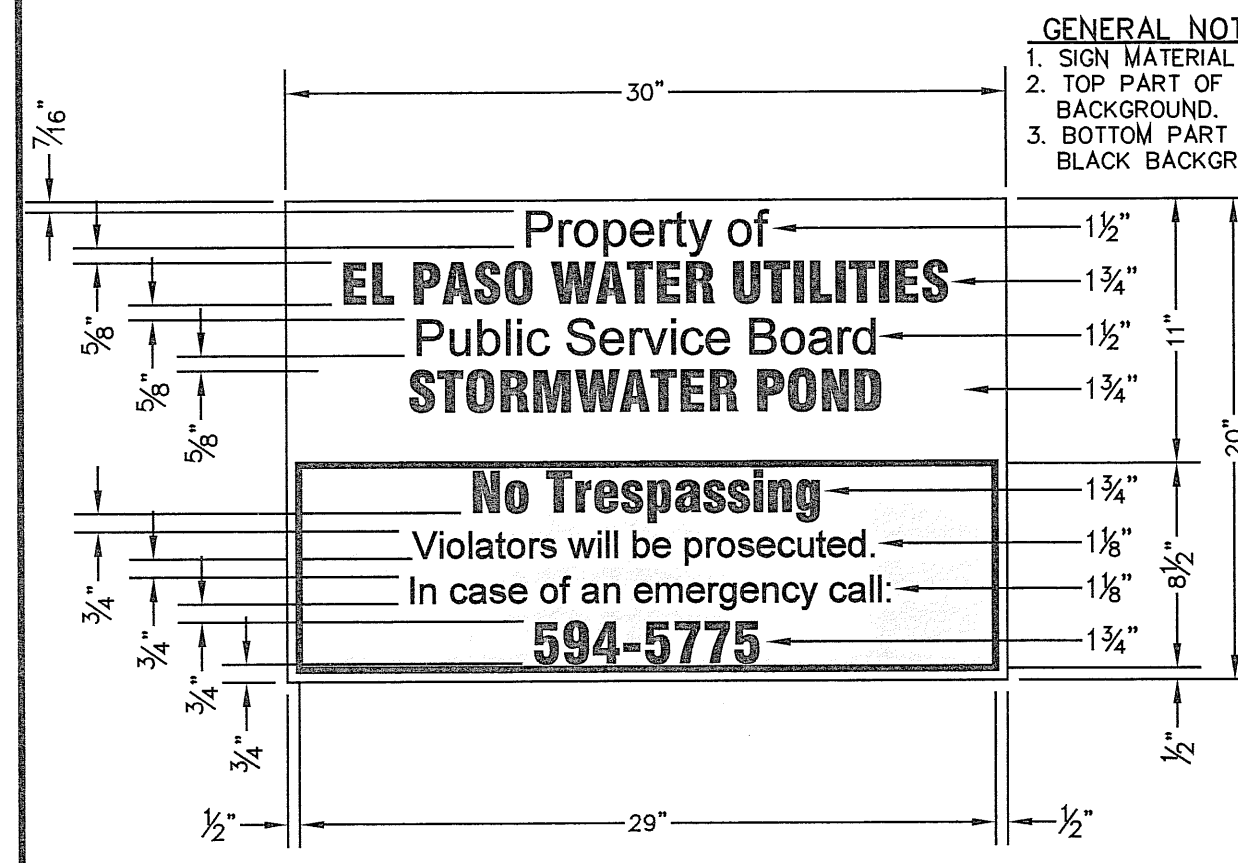 GENERAL
1. SIGN MATERIAL
2. TOP PART OF
BACKGROUND.
3. BOTTOM PART
BLACK
30"
7/16"
Property of
1½"
EL PASO WATER UTILITIES
1¾"
5/8"
Public Service Board
1½"
5/8"
STORMWATER POND
1¾"
5/8"
11"
20"
No Trespassing
1¾"
Violators will be prosecuted.
1⅛"
3/4"
In case of an emergency call:
1⅛"
3/4"
8½"
594-5775
1¾"
3/4"
3/4"
½"
½"
29"
½"